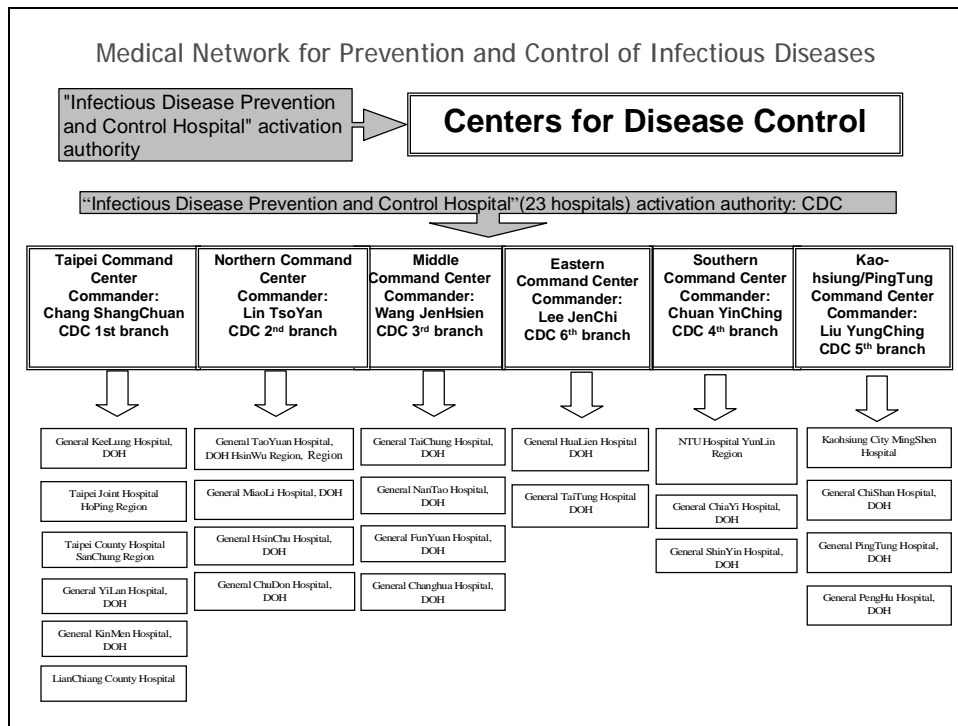 Medical Network for Prevention and Control of Infectious Diseases
"Infectious Disease Prevention
and Control Hospital" activation
authority
Centers for Disease Control
“Infectious Disease Prevention and Control Hospital”(23 hospitals) activation authority: CDC
Taipei Command
Center
Commander:
Chang ShangChuan
CDC 1st branch
Northern Command
Center
Commander:
Lin TsoYan
CDC 2nd branch
Middle
Command Center
Commander:
Wang JenHsien
CDC 3rd branch
Eastern
Command Center
Commander:
Lee JenChi
CDC 6th branch
Southern
Command Center
Commander:
Chuan YinChing
CDC 4th branch
Kao-
hsiung/PingTung
Command Center
Commander:
Liu YungChing
CDC 5th branch
General KeeLung Hospital,
DOH
Taipei Joint Hospital
HoPing Region
Taipei County Hospital
SanChung Region
General YiLan Hospital,
DOH
General KinMen Hospital,
DOH
LianChiang County Hospital
General TaoYuan Hospital,
DOH HsinWu Region, Region
General MiaoLi Hospital, DOH
General HsinChu Hospital,
DOH
General ChuDon Hospital,
DOH
General TaiChung Hospital,
DOH
General NanTao Hospital,
DOH
General FunYuan Hospital,
DOH
General Changhua Hospital,
DOH
General HuaLien Hospital
DOH
General TaiTung Hospital
DOH
NTU Hospital YunLin
Region
General ChiaYi Hospital,
DOH
General ShinYin Hospital,
DOH
Kaohsiung City MingShen
Hospital
General ChiShan Hospital,
DOH
General PingTung Hospital,
DOH
General PengHu Hospital,
DOH